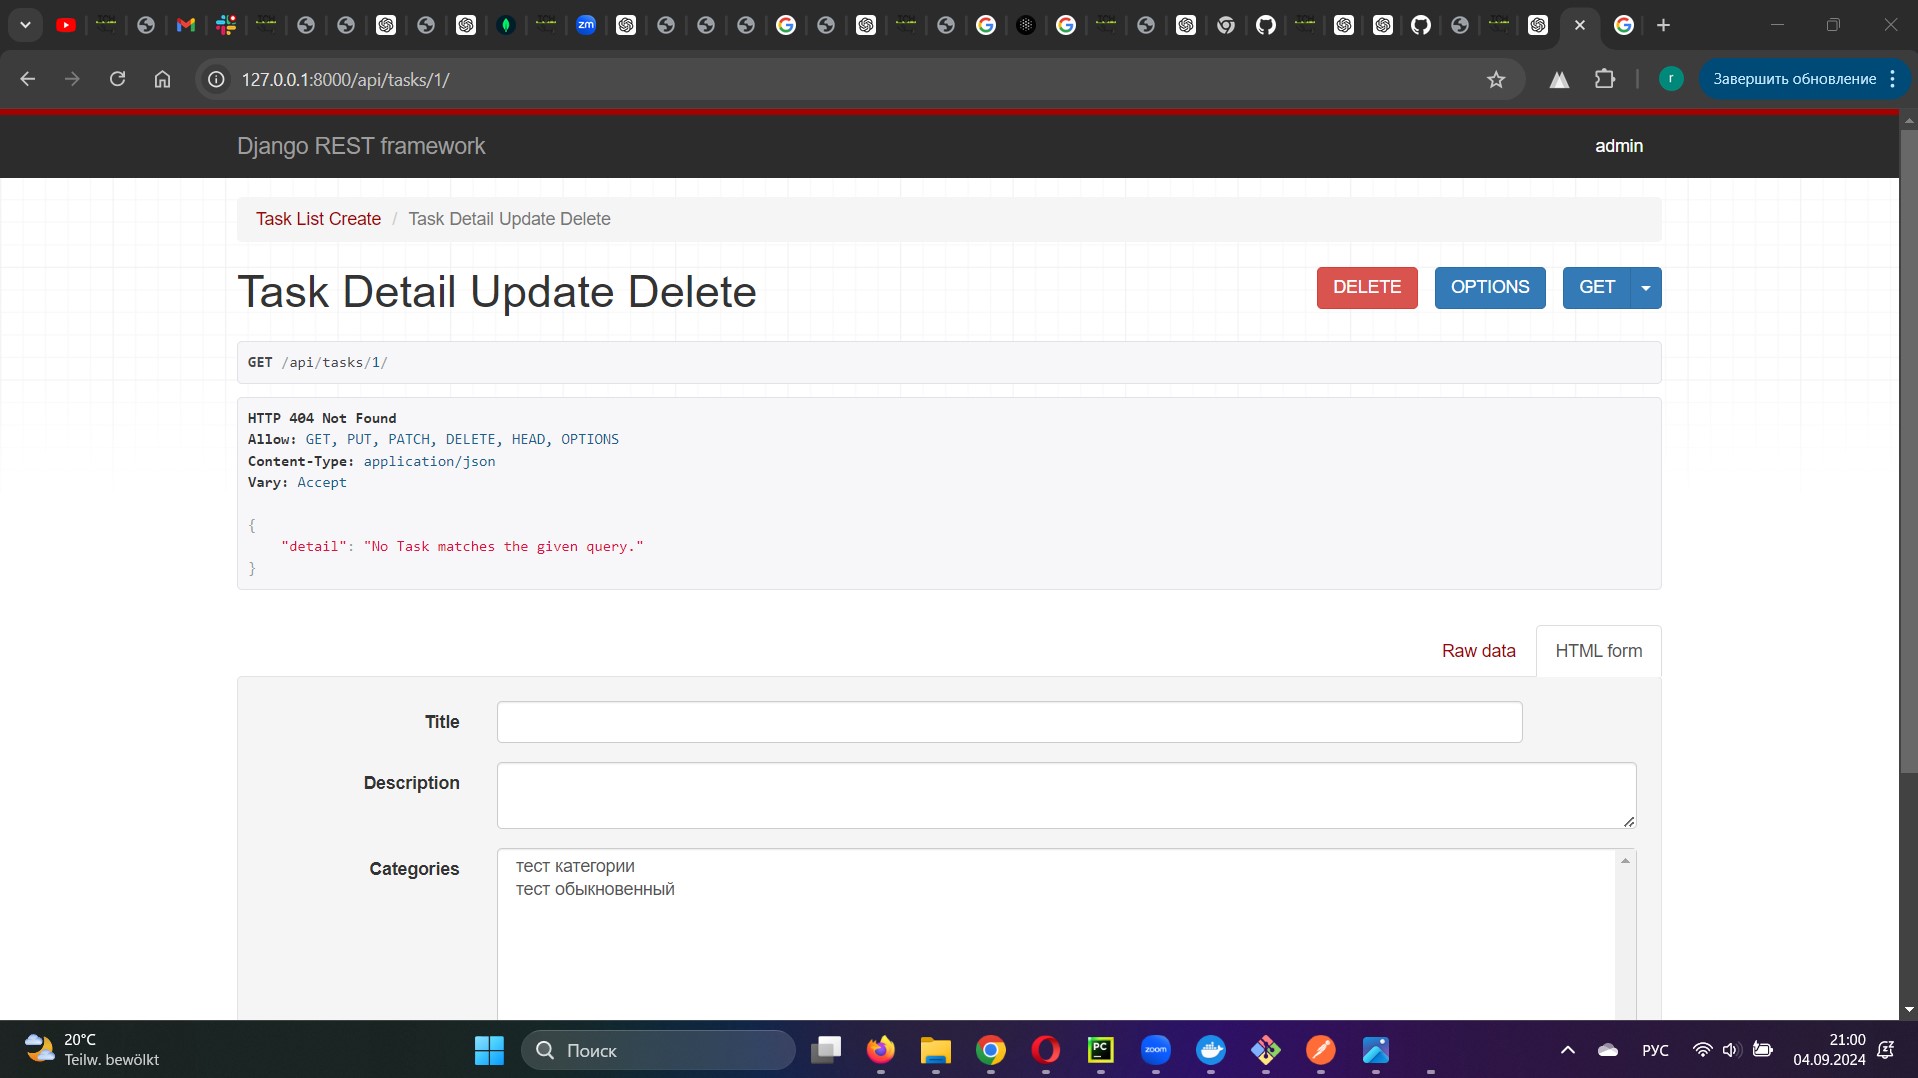 127.0.0.1:8000/api/tasks/1/
r
Завершить обновление
Django REST framework
admin
Task List Create / Task Detail Update Delete
Task Detail Update Delete
DELETE
OPTIONS
GET
GET /api/tasks/1/
HTTP 404 Not Found
Allow: GET, PUT, PATCH, DELETE, HEAD, OPTIONS
Content-Type: application/json
Vary: Accept
{
"detail": "No Task matches the given query."
}
Raw data
HTML form
Title
Description
Categories
тест категории
тест обыкновенный
20°C
Teilw. bewölkt
Поиск
PC
zoom
РУС
21:00
04.09.2024